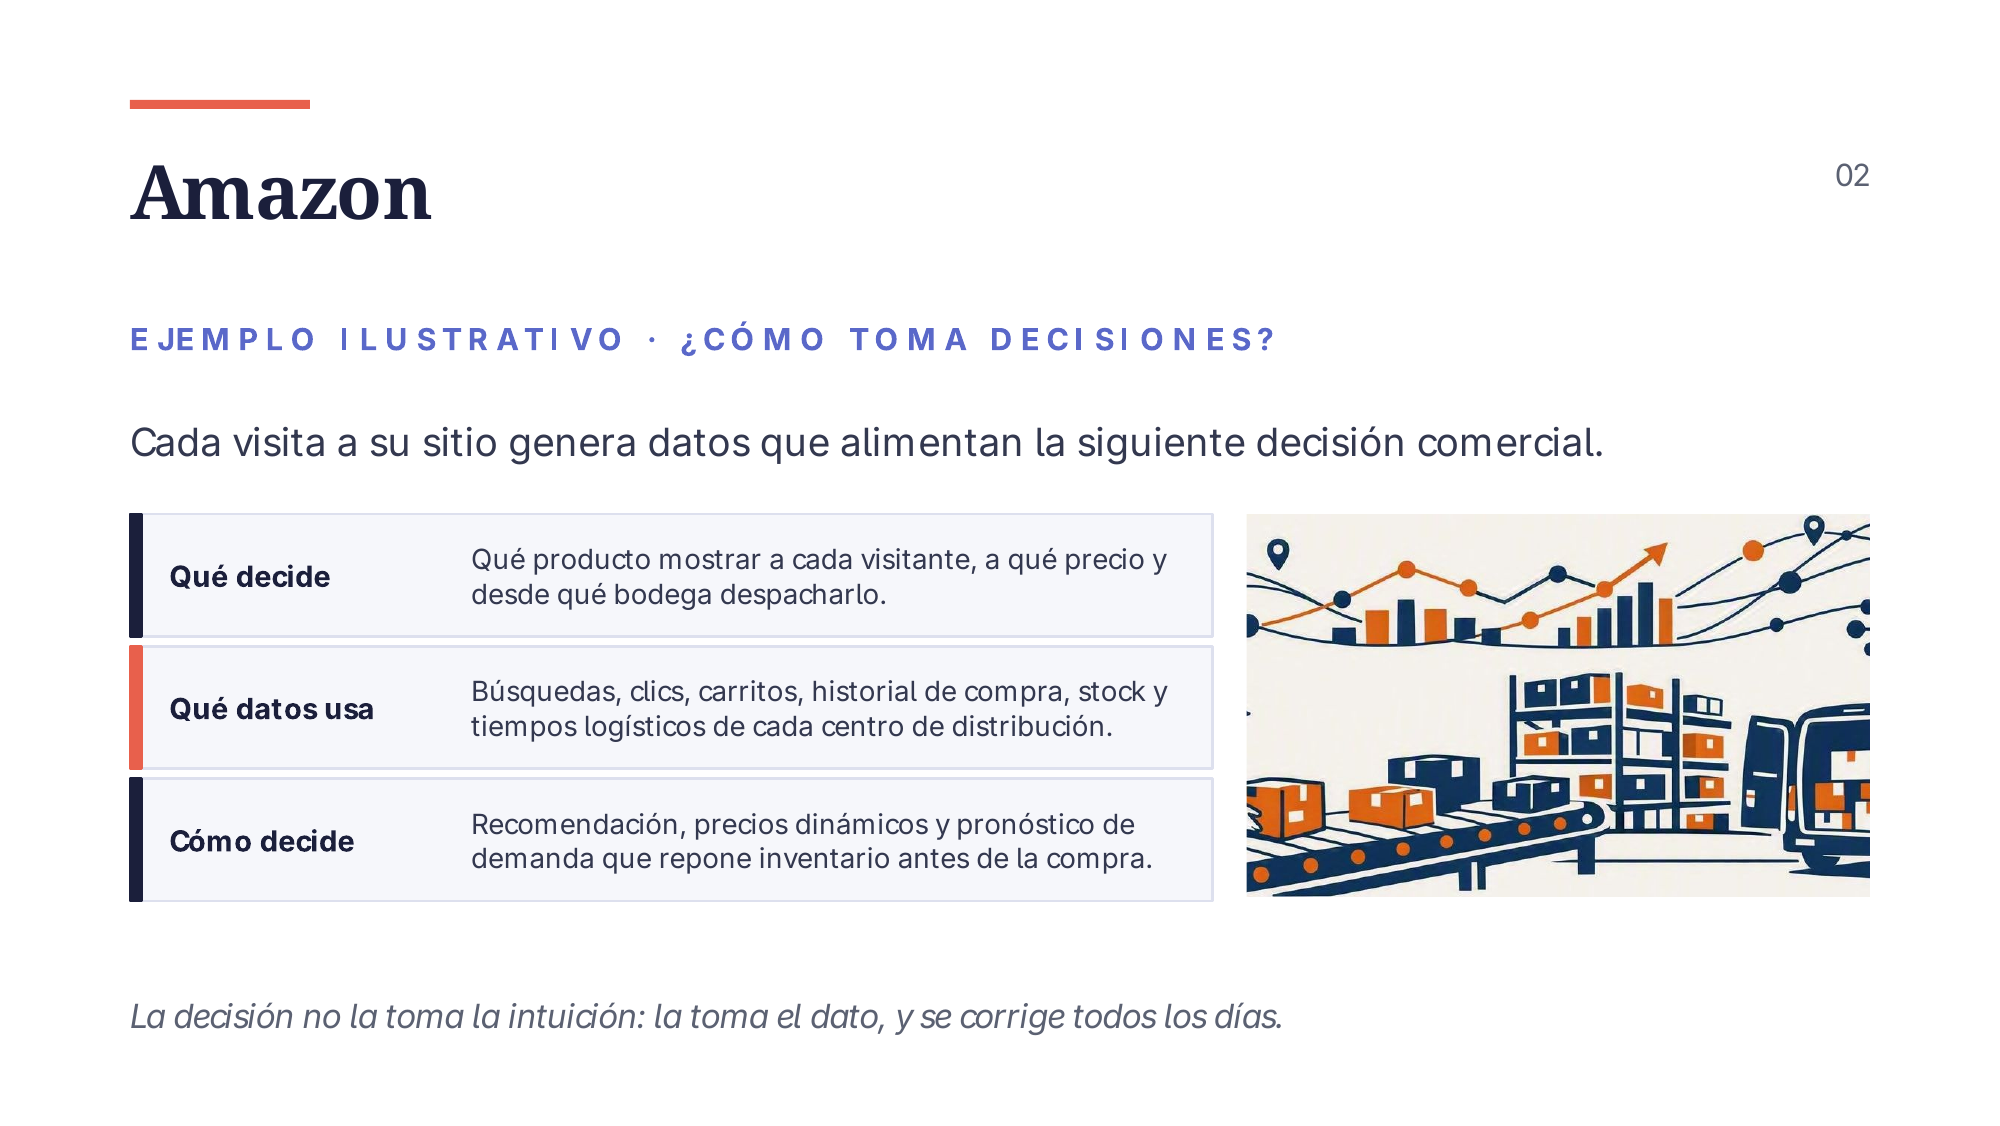 Amazon
02
EJEMPLO ILUSTRATIVO · ¿CÓMO TOMA DECISIONES?
Cada visita a su sitio genera datos que alimentan la siguiente decisión comercial.
Qué decide
Qué producto mostrar a cada visitante, a qué precio y
desde qué bodega despacharlo.
Qué datos usa
Búsquedas, clics, carritos, historial de compra, stock y
tiempos logísticos de cada centro de distribución.
Cómo decide
Recomendación, precios dinámicos y pronóstico de
demanda que repone inventario antes de la compra.
La decisión no la toma la intuición: la toma el dato, y se corrige todos los días.